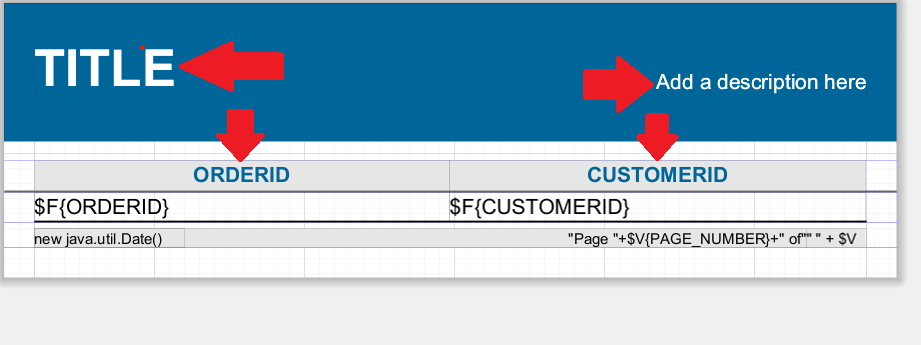 TITLE
Add a description here
ORDERID CUSTOMERID
$F{ORDERID} $F{CUSTOMERID}
new java.util.Date() "Page "+$V{PAGE_NUMBER}+" of"" " + $V